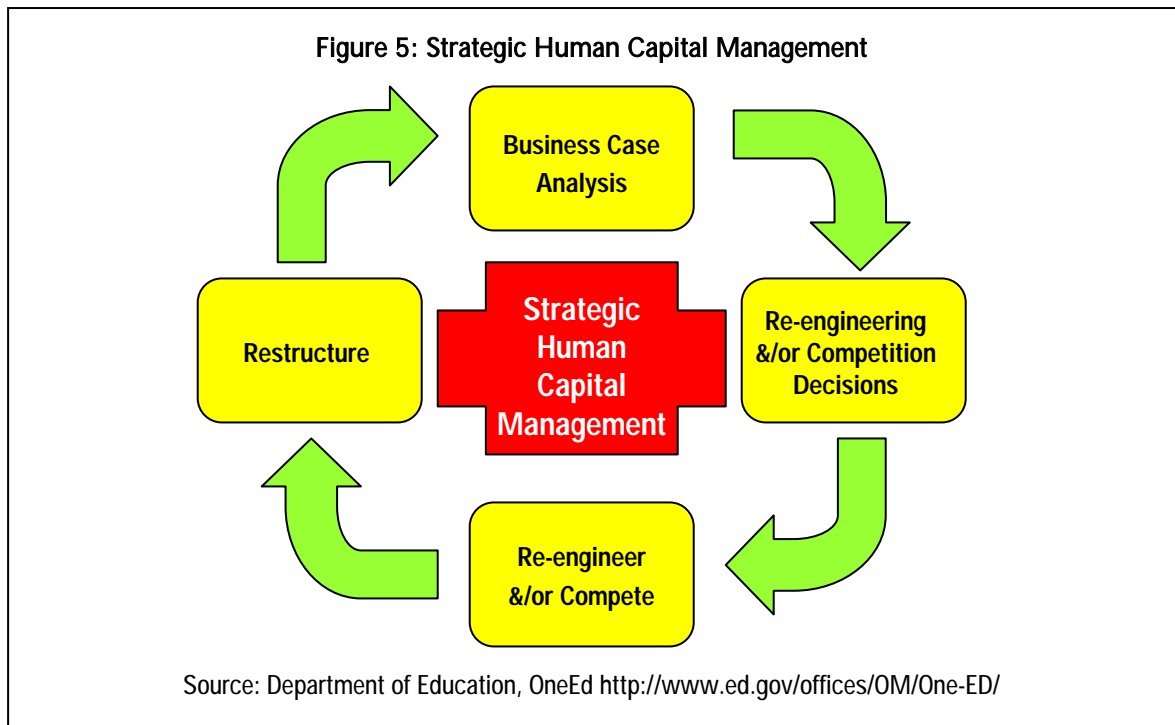 Figure 5: Strategic Human Capital Management
Business Case
Analysis
Restructure
Strategic
Human
Capital
Management
Re-engineering
&/or Competition
Decisions
Re-engineer
&/or Compete
Source: Department of Education, OneEd http://www.ed.gov/offices/OM/One-ED/